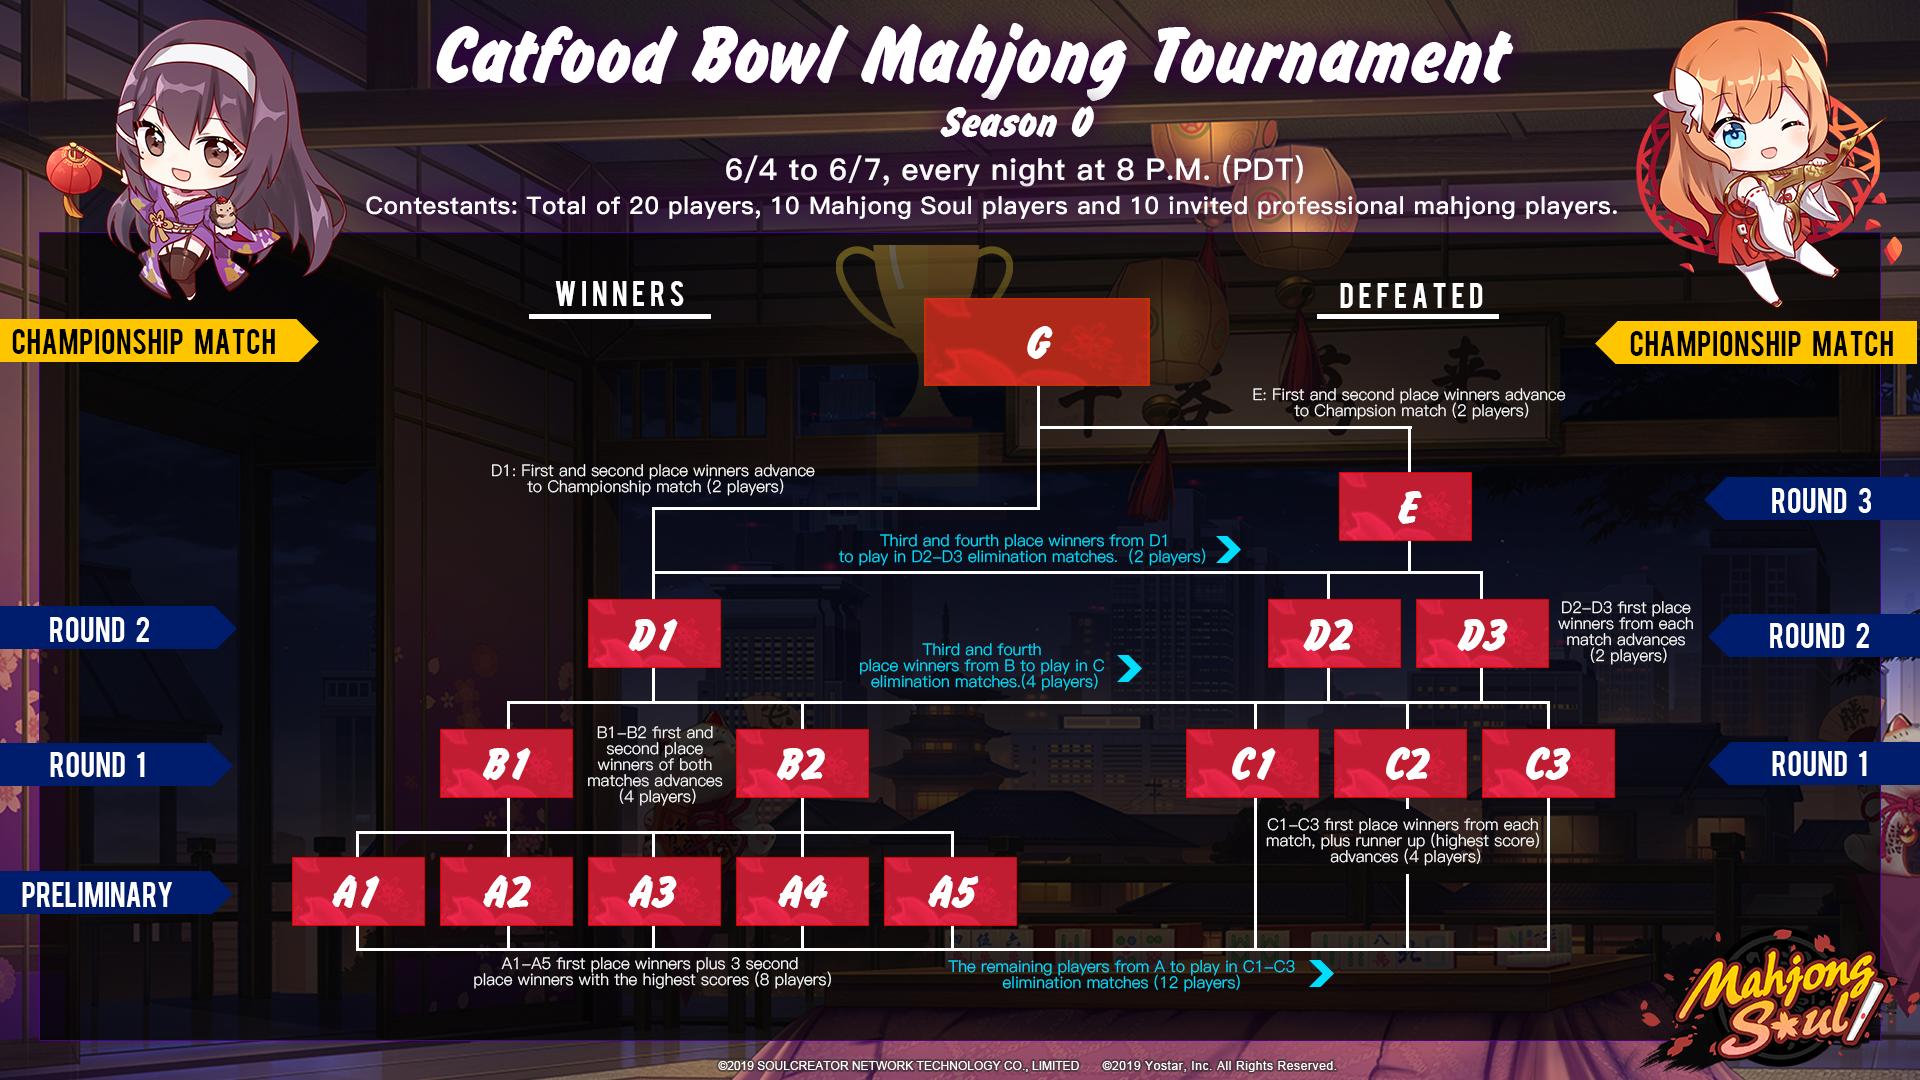 Catfood Bowl Mahjong Tournament
Season 0
6/4 to 6/7, every night at 8 P.M. (PDT)
Contestants: Total of 20 players, 10 Mahjong Soul players and 10 invited professional mahjong players.
WINNERS
DEFEATED
CHAMPIONSHIP MATCH
G
CHAMPIONSHIP MATCH
E: First and second place winners advance
to Champsion match (2 players)
D1: First and second place winners advance
to Championship match (2 players)
E
ROUND 3
Third and fourth place winners from D1
to play in D2-D3 elimination matches. (2 players)
ROUND 2
D1
D2
D3
D2-D3 first place
winners from each
match advances
(2 players)
ROUND 2
Third and fourth
place winners from B to play in C
elimination matches.(4 players)
ROUND 1
B1
B1-B2 first and
second place
winners of both
matches advances
(4 players)
B2
C1
C2
C3
ROUND 1
C1-C3 first place winners from each
match, plus runner up (highest score)
advances (4 players)
PRELIMINARY
A1
A2
A3
A4
A5
A1-A5 first place winners plus 3 second
place winners with the highest scores (8 players)
The remaining players from A to play in C1-C3
elimination matches (12 players)
Mahjong
Soul
©2019 SOULCREATOR NETWORK TECHNOLOGY CO., LIMITED ©2019 Yostar, Inc. All Rights Reserved.